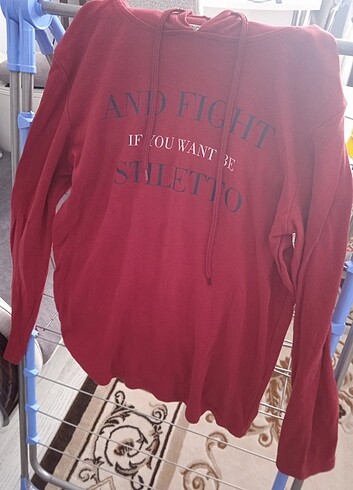 AND FIGHT
IF YOU WANT BE
STILETTO